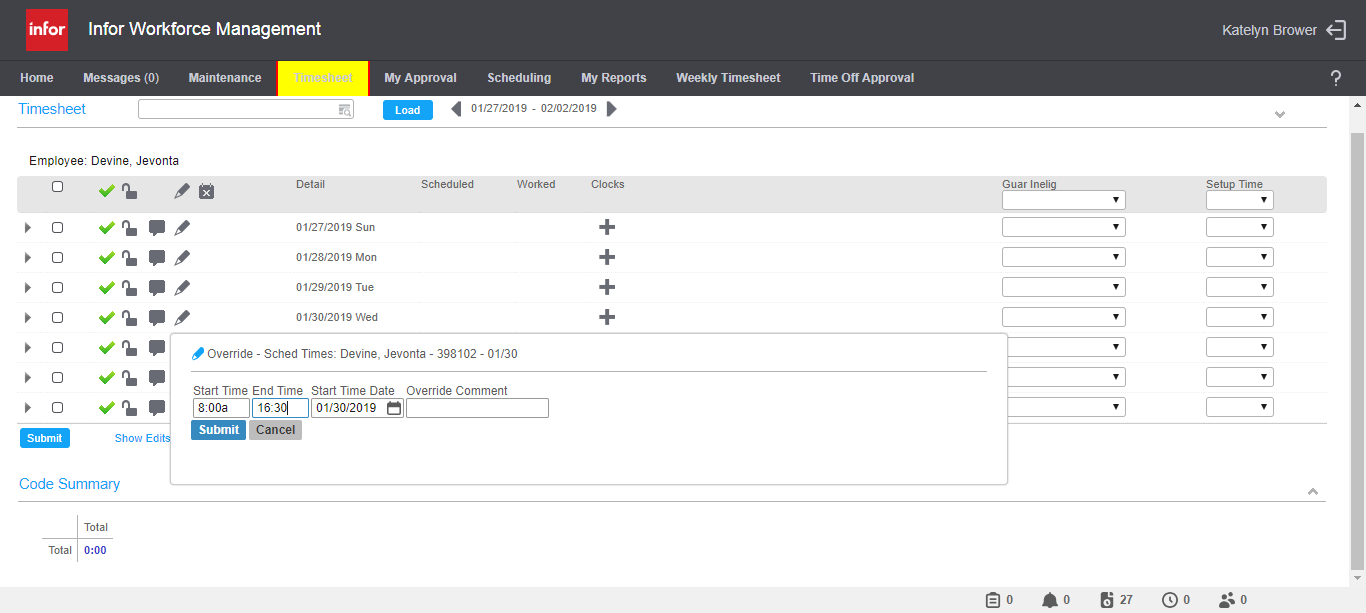 infor Infor Workforce Management Katelyn Brower
Home Messages (0) Maintenance Timesheet My Approval Scheduling My Reports Weekly Timesheet Time Off Approval ?
Timesheet Load 01/27/2019 - 02/02/2019
Employee: Devine, Jevonta
Detail Scheduled Worked Clocks Guar Inelig Setup Time
01/27/2019 Sun
01/28/2019 Mon
01/29/2019 Tue
01/30/2019 Wed
Override - Sched Times: Devine, Jevonta - 398102 - 01/30
Start Time End Time Start Time Date Override Comment
8:00a 16:30 01/30/2019
Submit Cancel
Submit Show Edits
Code Summary
Total
Total 0:00
0 0 27 0 0